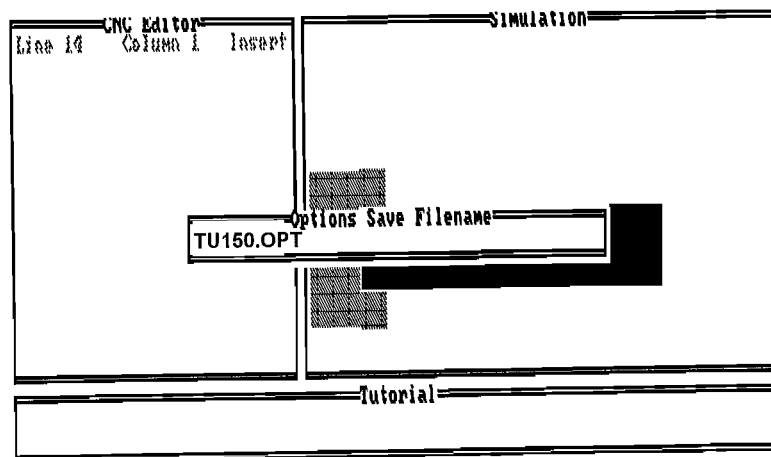 CNC Editor
Simulation
Line 14 Column 1 Insert
Options Save Filename
TU150.OPT
Tutorial